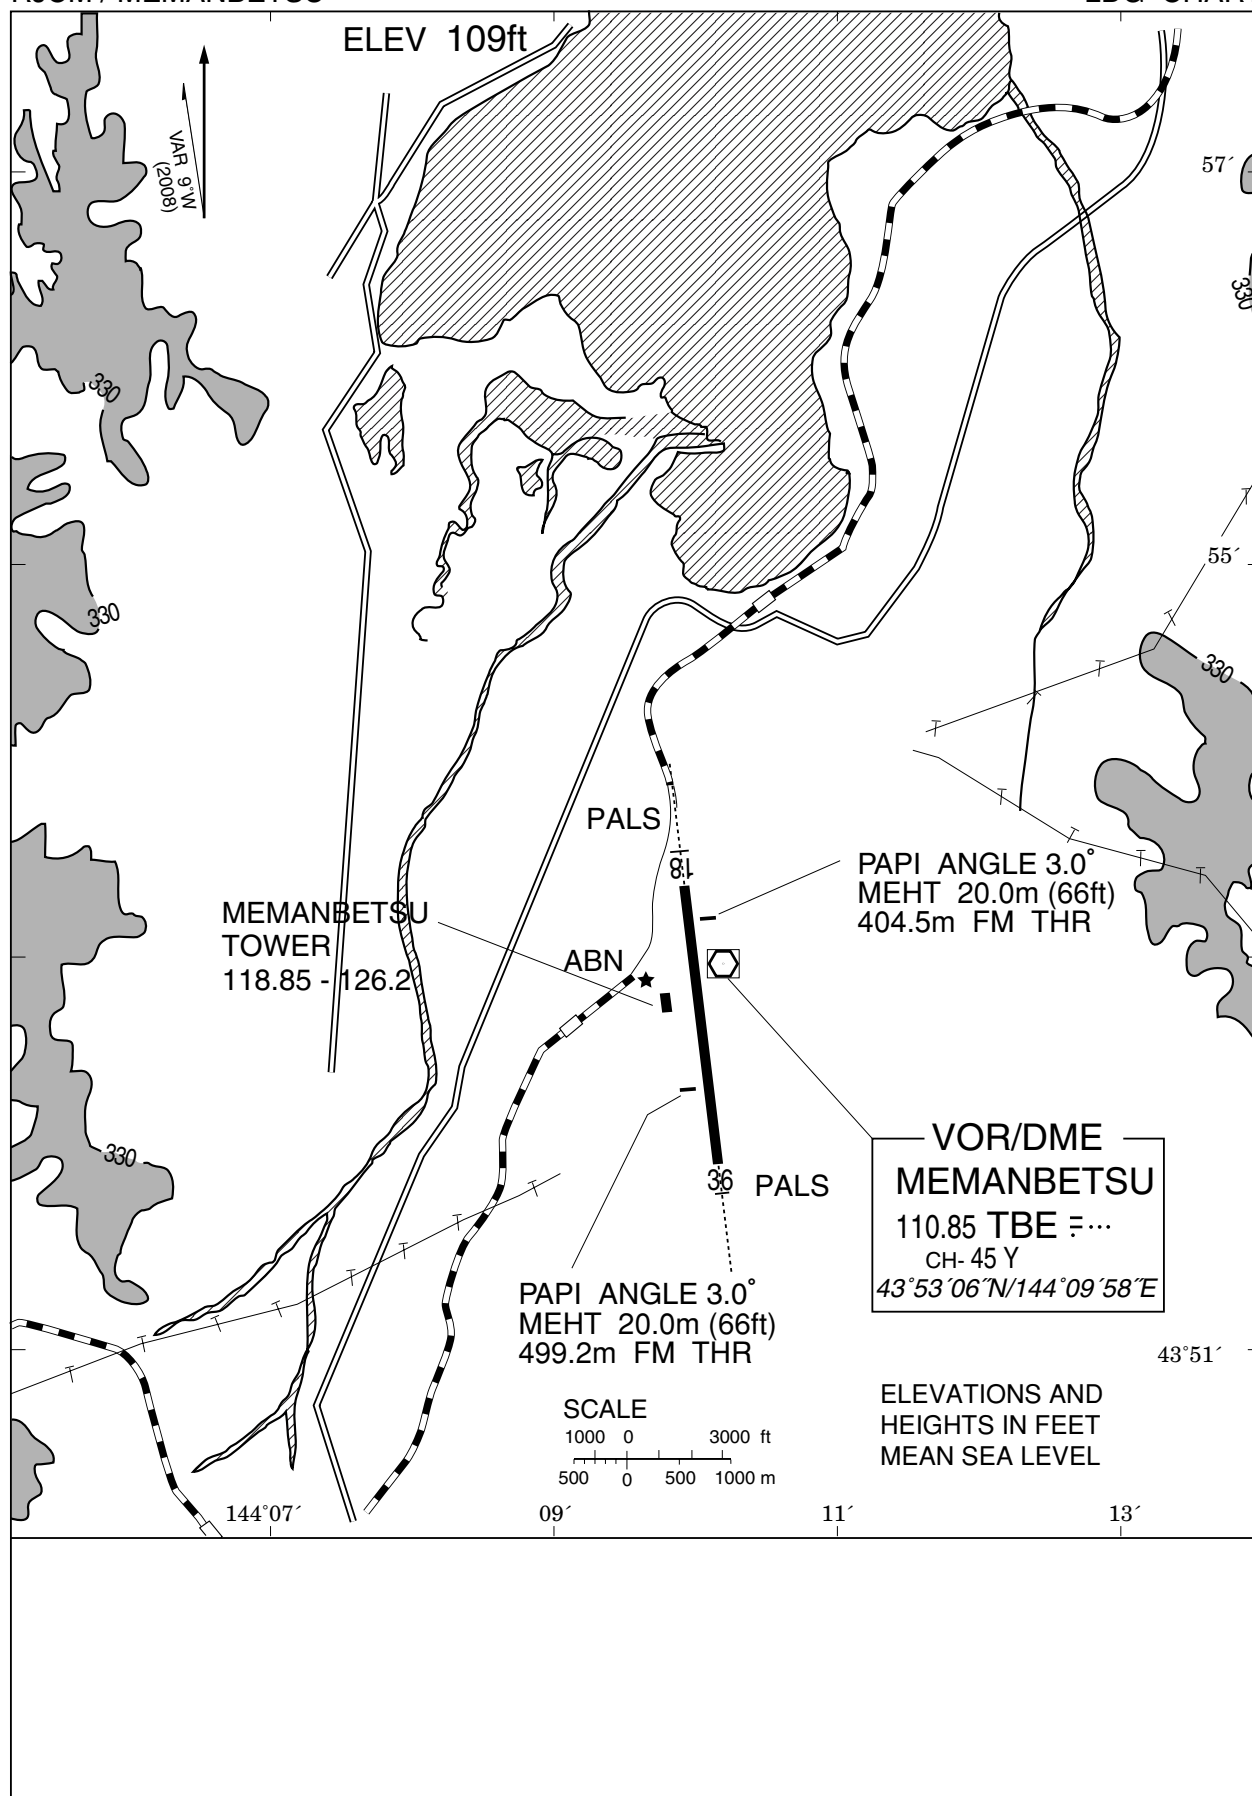 ELEV 109ft
VAR 9°W
(2008)
57´
330
330
55´
330
330
PALS
18
PAPI ANGLE 3.0°
MEHT 20.0m (66ft)
404.5m FM THR
MEMANBETSU
TOWER
118.85 - 126.2
ABN
VOR/DME
MEMANBETSU
110.85 TBE
CH- 45 Y
43°53´06˝N/144°09´58˝E
330
36
PALS
PAPI ANGLE 3.0°
MEHT 20.0m (66ft)
499.2m FM THR
43°51´
ELEVATIONS AND
HEIGHTS IN FEET
MEAN SEA LEVEL
SCALE
1000 0 3000 ft
500 0 500 1000 m
144°07´ 09´ 11´ 13´